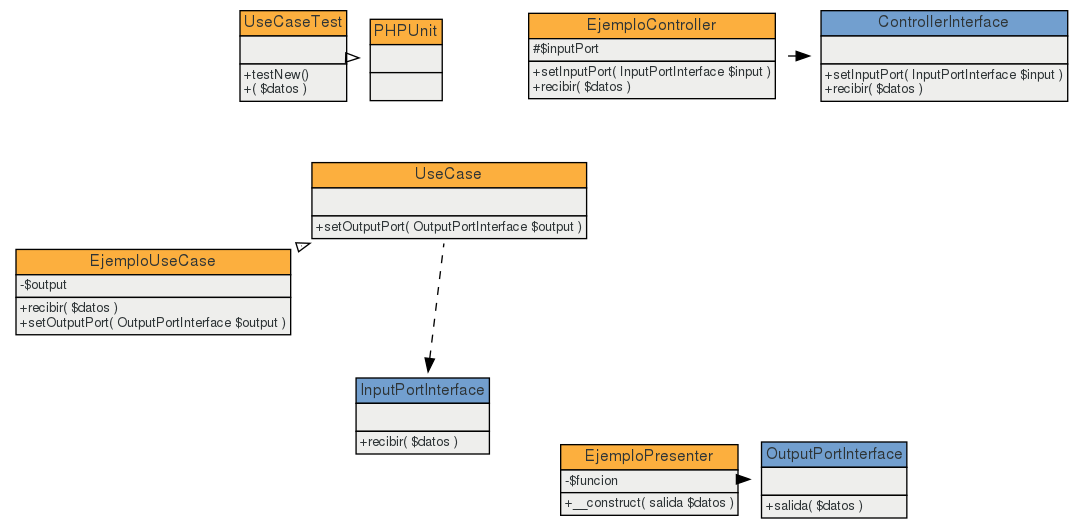 UseCaseTest
+testNew()
+( $datos )
PHPUnit
EjemploController
#$inputPort
+setInputPort( InputPortInterface $input )
+recibir( $datos )
ControllerInterface
+setInputPort( InputPortInterface $input )
+recibir( $datos )
UseCase
+setOutputPort( OutputPortInterface $output )
EjemploUseCase
-$output
+recibir( $datos )
+setOutputPort( OutputPortInterface $output )
InputPortInterface
+recibir( $datos )
EjemploPresenter
-$funcion
+__construct( salida $datos )
OutputPortInterface
+salida( $datos )